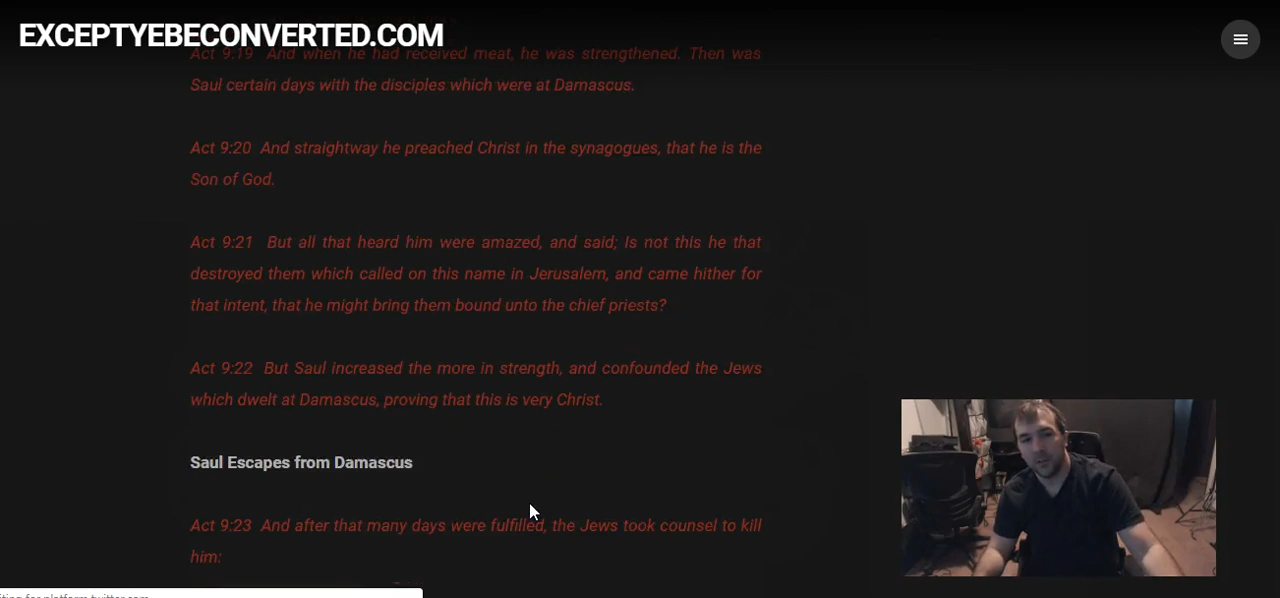 EXCEPTYEBECONVERTED.COM
Act 9:19 And when he had received meat, he was strengthened. Then was
Saul certain days with the disciples which were at Damascus.
Act 9:20 And straightway he preached Christ in the synagogues, that he is the
Son of God.
Act 9:21 But all that heard him were amazed, and said; Is not this he that
destroyed them which called on this name in Jerusalem, and came hither for
that intent, that he might bring them bound unto the chief priests?
Act 9:22 But Saul increased the more in strength, and confounded the Jews
which dwelt at Damascus, proving that this is very Christ.
Saul Escapes from Damascus
Act 9:23 And after that many days were fulfilled, the Jews took counsel to kill
him: